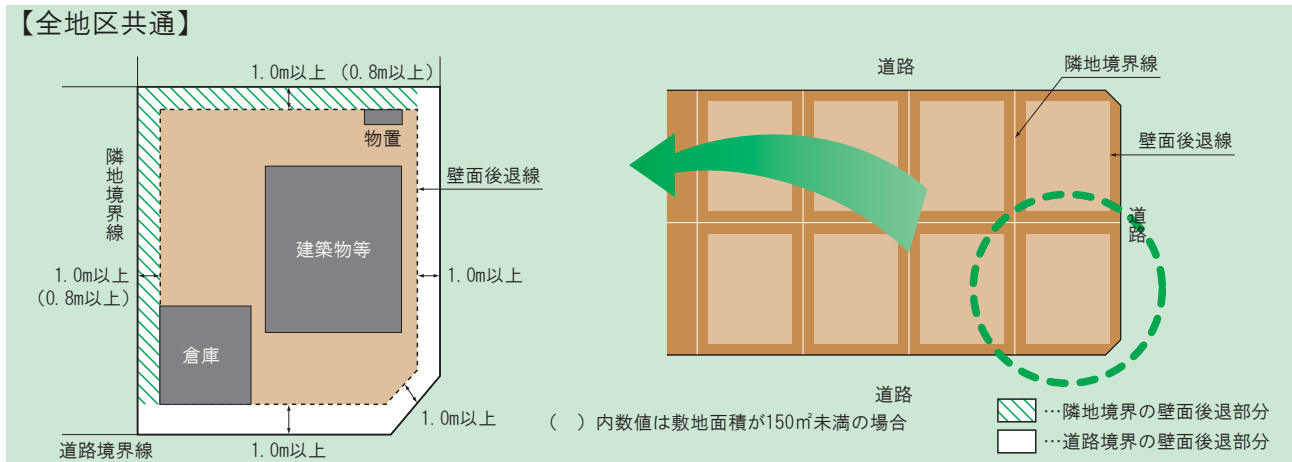 【全地区共通】
1.0m以上 (0.8m以上)
物置
隣地境界線
壁面後退線
建築物等
1.0m以上
(0.8m以上)
1.0m以上
倉庫
1.0m以上
道路境界線
1.0m以上
道路
隣地境界線
壁面後退線
道路
道路
( )内数値は敷地面積が150㎡未満の場合
…隣地境界の壁面後退部分
…道路境界の壁面後退部分